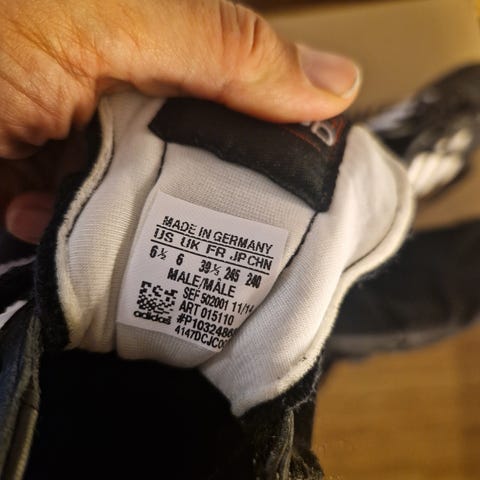 MADE IN GERMANY
US UK FR JP CHN
6½ 6 39⅓ 245 240
MALE/MÂLE
SEF 502001 11/14
ART 015110
adidas